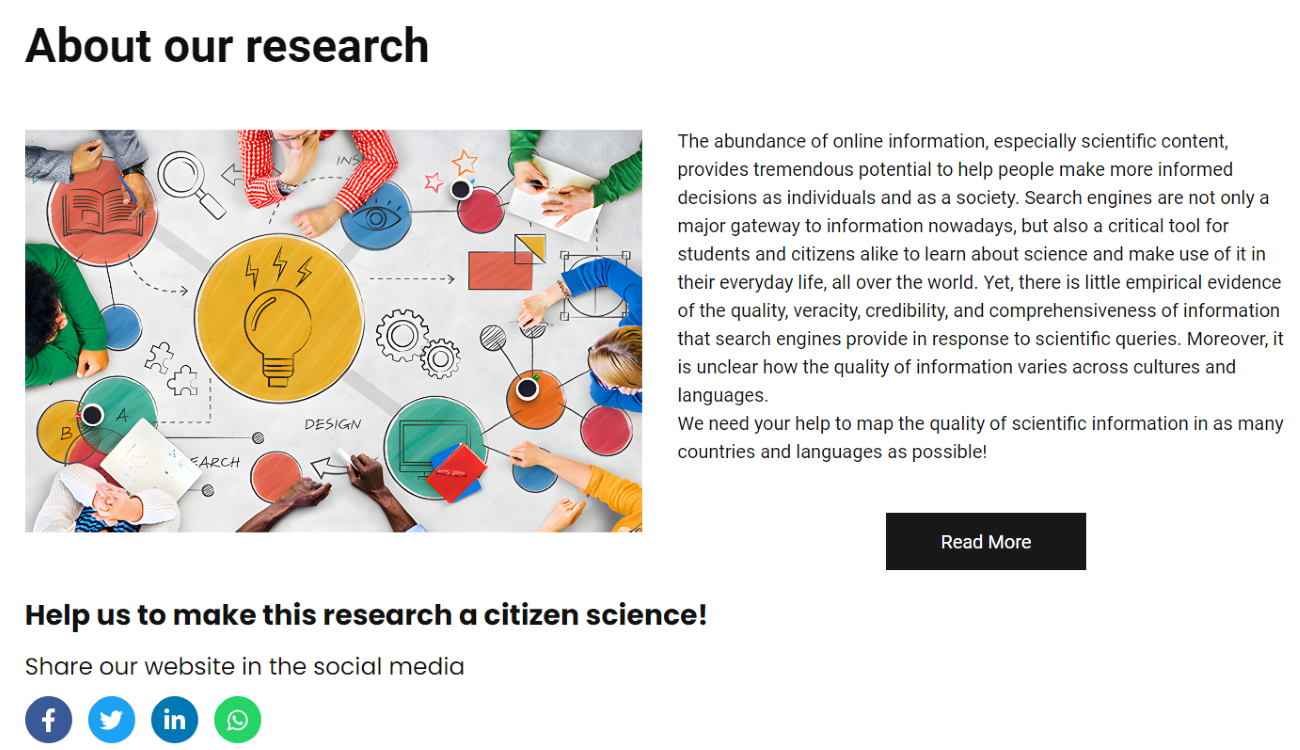 About our research
INS
B
A
DESIGN
EARCH
The abundance of online information, especially scientific content,
provides tremendous potential to help people make more informed
decisions as individuals and as a society. Search engines are not only a
major gateway to information nowadays, but also a critical tool for
students and citizens alike to learn about science and make use of it in
their everyday life, all over the world. Yet, there is little empirical evidence
of the quality, veracity, credibility, and comprehensiveness of information
that search engines provide in response to scientific queries. Moreover, it
is unclear how the quality of information varies across cultures and
languages.
We need your help to map the quality of scientific information in as many
countries and languages as possible!
Read More
Help us to make this research a citizen science!
Share our website in the social media